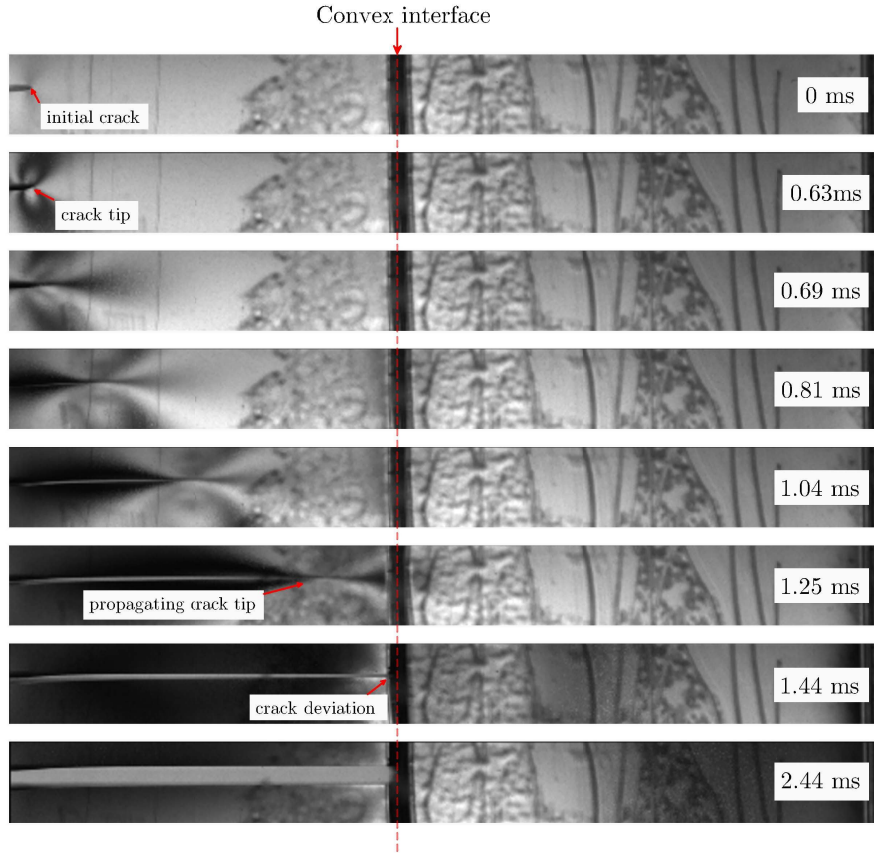 Convex interface
0 ms
initial crack
0.63ms
crack tip
0.69 ms
0.81 ms
1.04 ms
1.25 ms
propagating crack tip
1.44 ms
crack deviation
2.44 ms